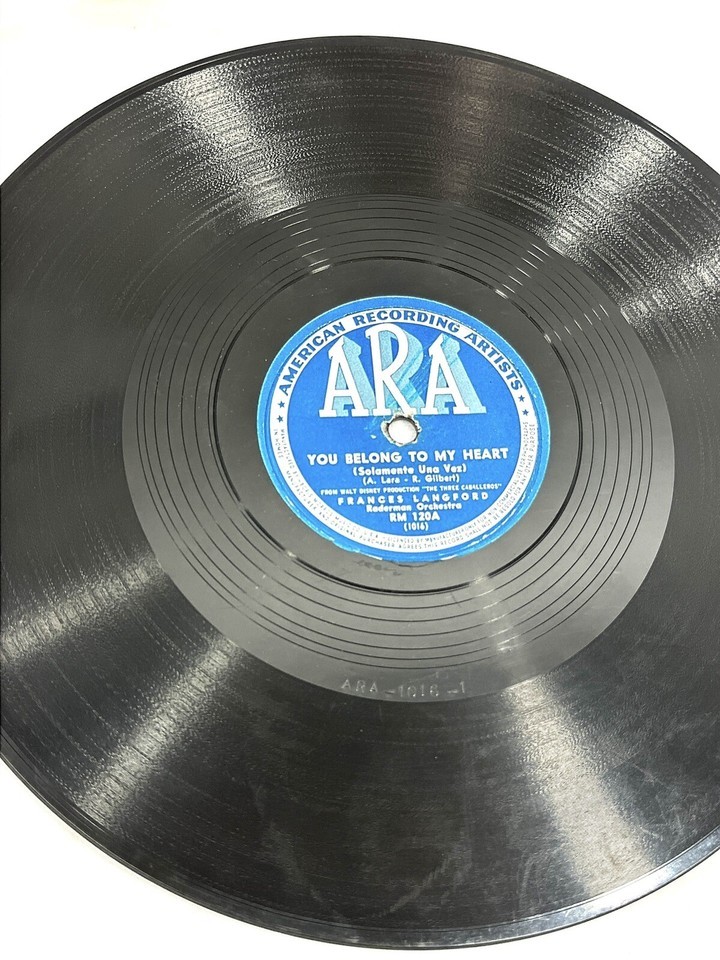 ★ ★ AMERICAN RECORDING ARTISTS ★ ★
ARA
YOU BELONG TO MY HEART
(Solamente Una Vez)
(A. Lara - R. Gilbert)
FROM WALT DISNEY PRODUCTION "THE THREE CABALLEROS"
FRANCES LANGFORD
Raderman Orchestra
RM 120A
(1016)
ARA -1016 -1